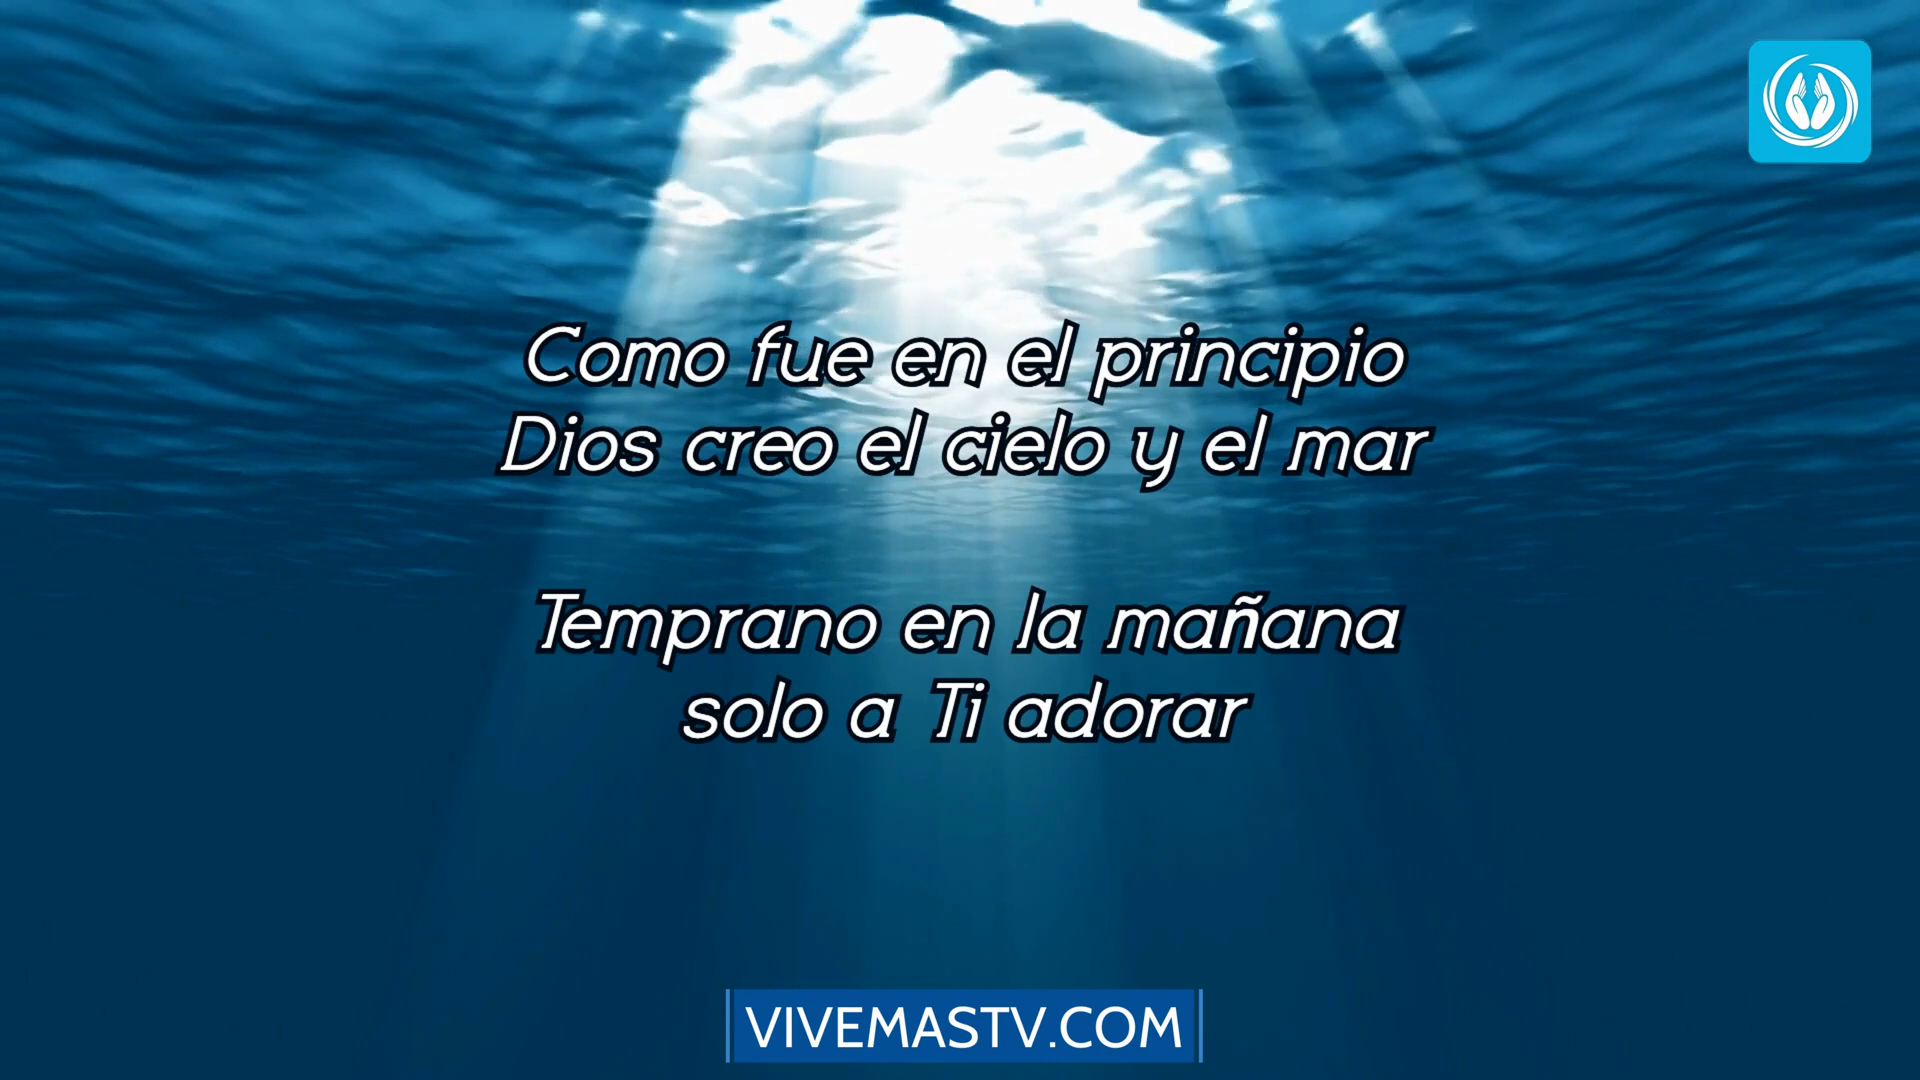 Como fue en el principio
Dios creo el cielo y el mar
Temprano en la mañana
solo a Ti adorar
VIVEMASTV.COM